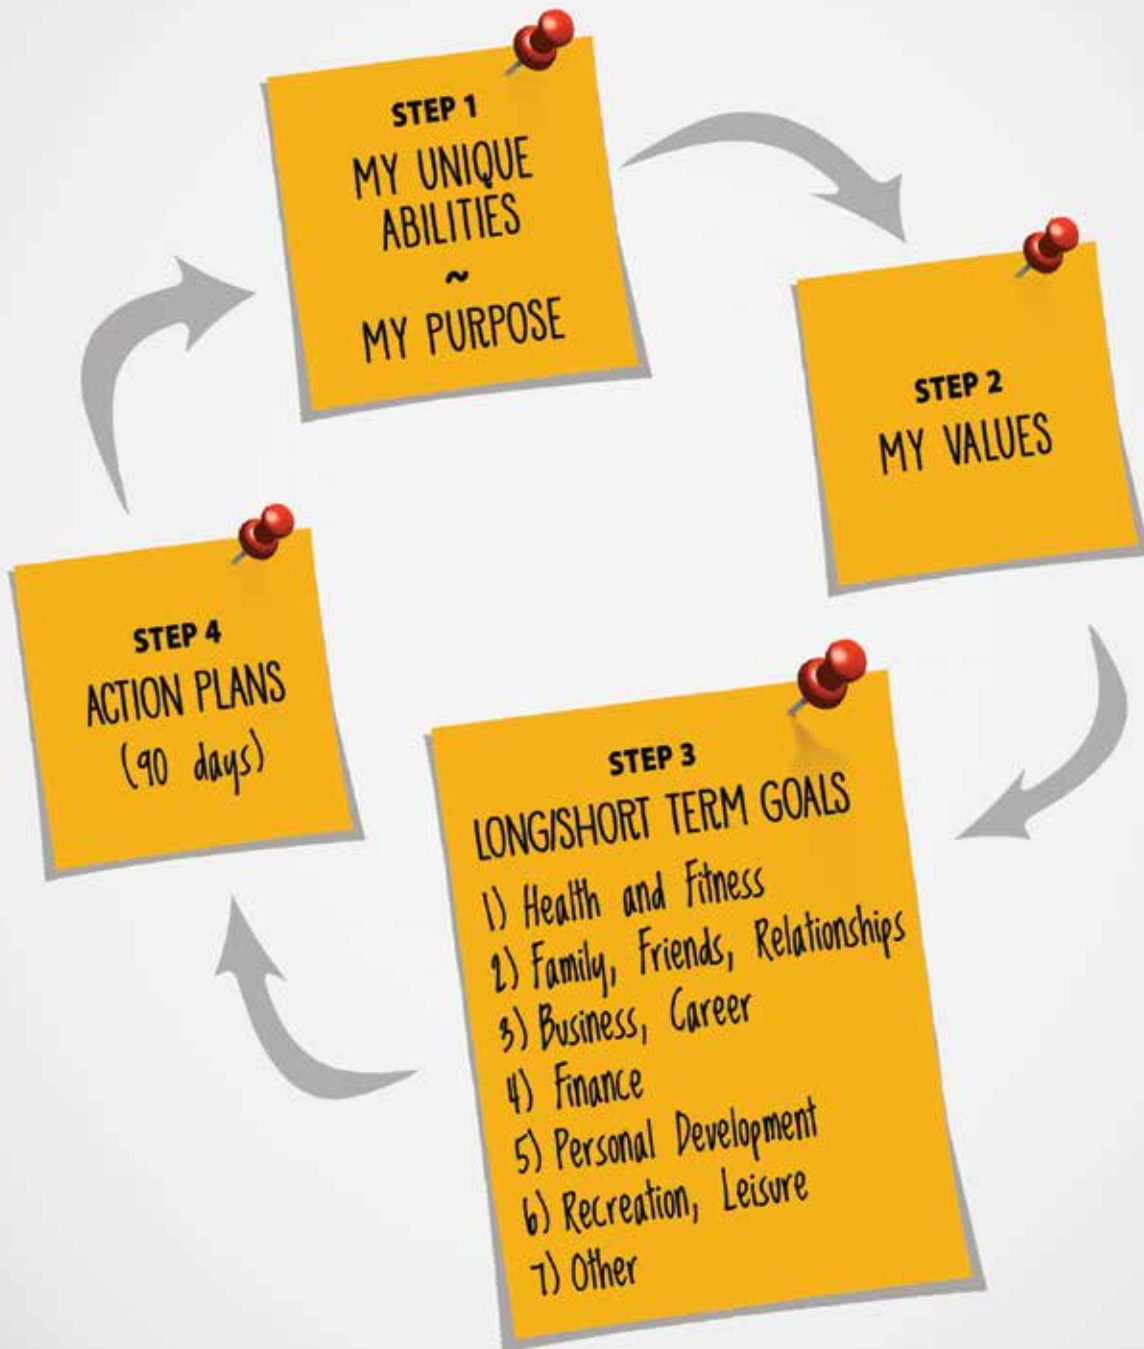 STEP 1
MY UNIQUE
ABILITIES
~
MY PURPOSE
STEP 2
MY VALUES
STEP 3
LONG/SHORT TERM GOALS
1) Health and Fitness
2) Family, Friends, Relationships
3) Business, Career
4) Finance
5) Personal Development
6) Recreation, Leisure
7) Other
STEP 4
ACTION PLANS
(90 days)